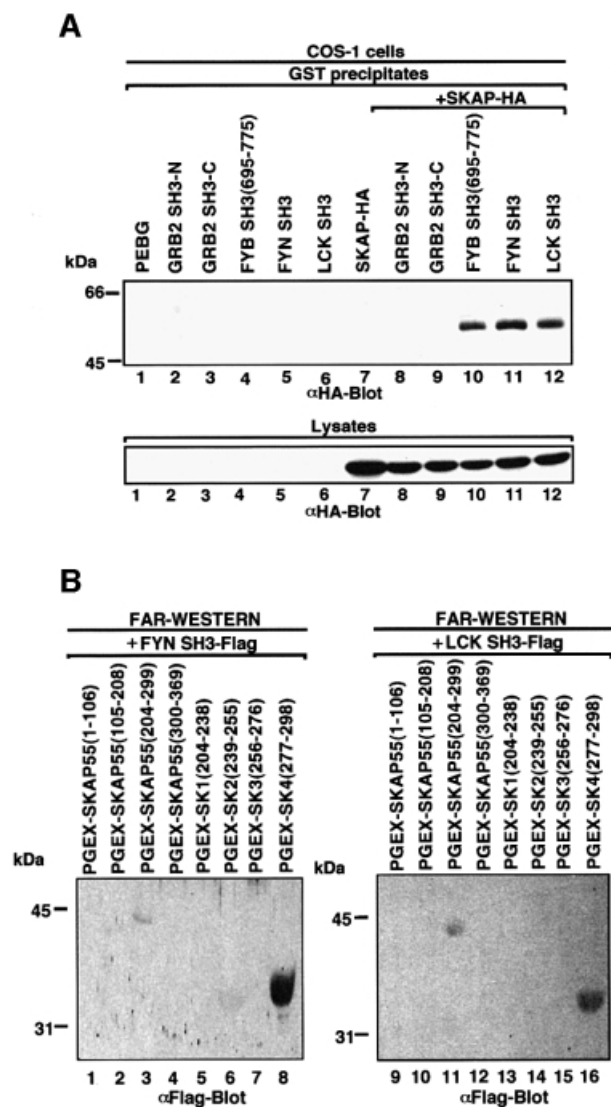 A
COS-1 cells
GST precipitates
+SKAP-HA
PEBG
GRB2 SH3-N
GRB2 SH3-C
FYB SH3(695-775)
FYN SH3
LCK SH3
SKAP-HA
GRB2 SH3-N
GRB2 SH3-C
FYB SH3(695-775)
FYN SH3
LCK SH3
kDa
66
45
1 2 3 4 5 6 7 8 9 10 11 12
αHA-Blot
Lysates
1 2 3 4 5 6 7 8 9 10 11 12
αHA-Blot
B
FAR-WESTERN
+FYN SH3-Flag
PGEX-SKAP55(1-106)
PGEX-SKAP55(105-208)
PGEX-SKAP55(204-299)
PGEX-SKAP55(300-369)
PGEX-SK1(204-238)
PGEX-SK2(239-255)
PGEX-SK3(256-276)
PGEX-SK4(277-298)
kDa
45
31
1 2 3 4 5 6 7 8
αFlag-Blot
FAR-WESTERN
+LCK SH3-Flag
PGEX-SKAP55(1-106)
PGEX-SKAP55(105-208)
PGEX-SKAP55(204-299)
PGEX-SKAP55(300-369)
PGEX-SK1(204-238)
PGEX-SK2(239-255)
PGEX-SK3(256-276)
PGEX-SK4(277-298)
kDa
45
31
9 10 11 12 13 14 15 16
αFlag-Blot